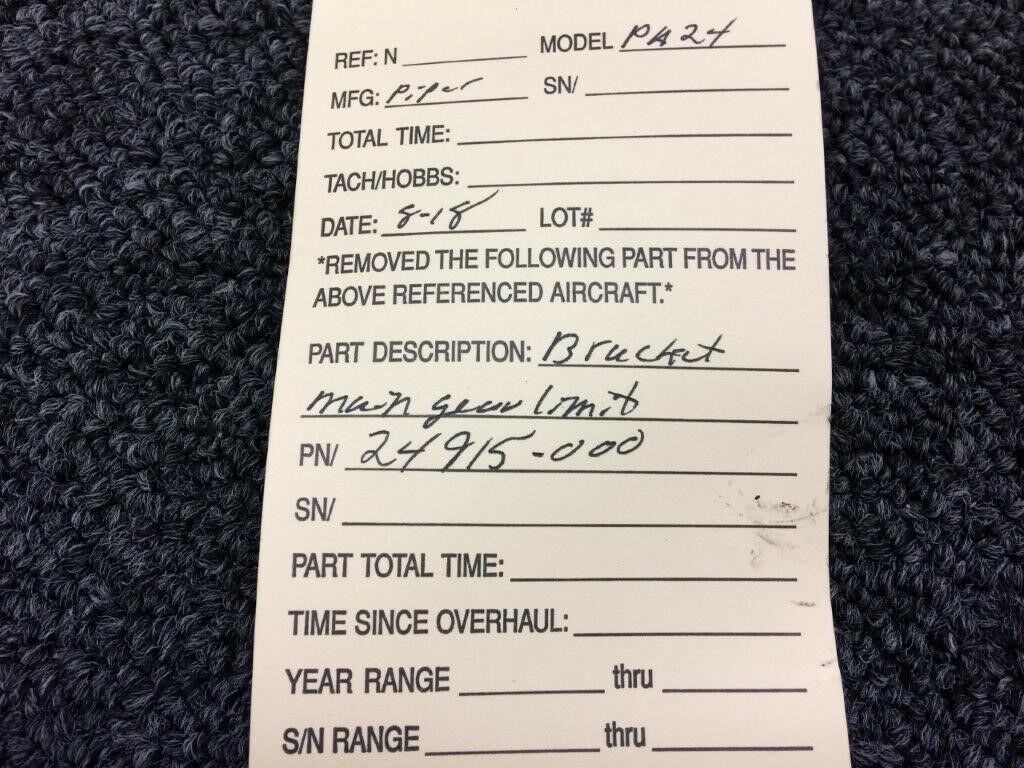 REF: N MODEL PA24
MFG: Piper SN/
TOTAL TIME:
TACH/HOBBS:
DATE: 8-18 LOT#
*REMOVED THE FOLLOWING PART FROM THE
ABOVE REFERENCED AIRCRAFT.*
PART DESCRIPTION: Bracket
main gear limit
PN/ 24915-000
SN/
PART TOTAL TIME:
TIME SINCE OVERHAUL:
YEAR RANGE thru
S/N RANGE thru